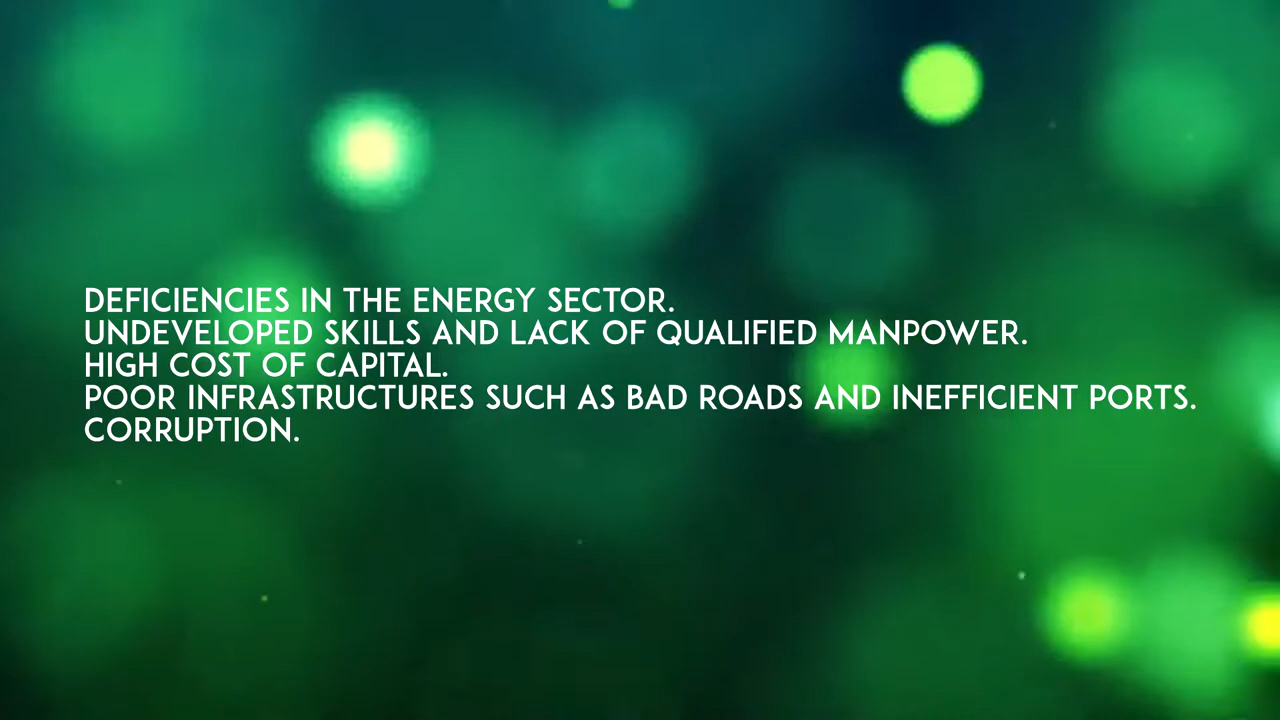 DEFICIENCIES IN THE ENERGY SECTOR.
UNDEVELOPED SKILLS AND LACK OF QUALIFIED MANPOWER.
HIGH COST OF CAPITAL.
POOR INFRASTRUCTURES SUCH AS BAD ROADS AND INEFFICIENT PORTS.
CORRUPTION.